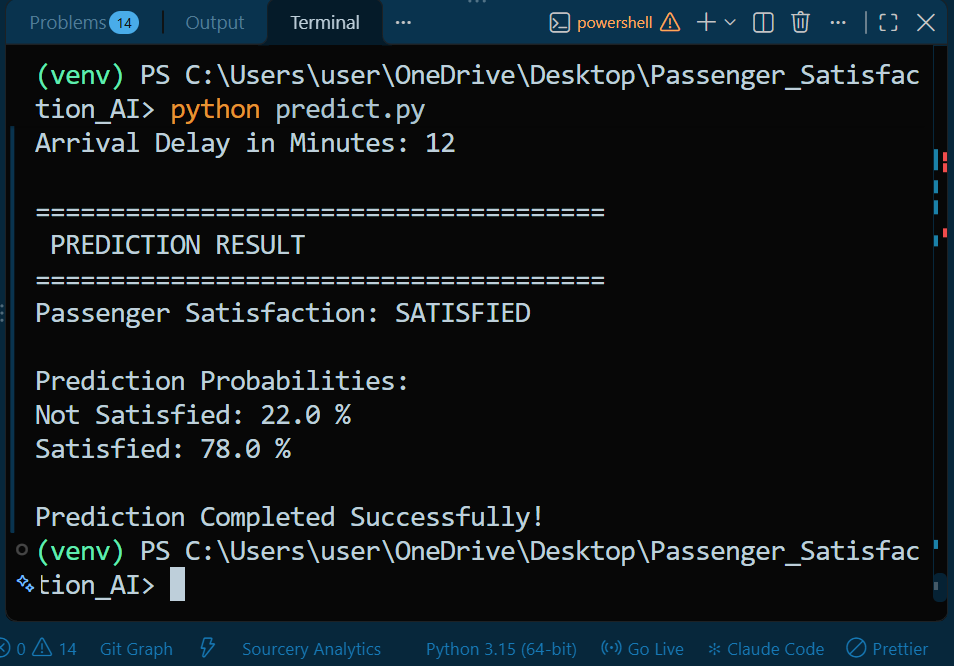 Problems 14 Output Terminal ··· powershell
(venv) PS C:\Users\user\OneDrive\Desktop\Passenger_Satisfac
tion_AI> python predict.py
Arrival Delay in Minutes: 12
======================================
PREDICTION RESULT
======================================
Passenger Satisfaction: SATISFIED
Prediction Probabilities:
Not Satisfied: 22.0 %
Satisfied: 78.0 %
Prediction Completed Successfully!
(venv) PS C:\Users\user\OneDrive\Desktop\Passenger_Satisfac
tion_AI>
0 14 Git Graph Sourcery Analytics Python 3.15 (64-bit) Go Live Claude Code Prettier